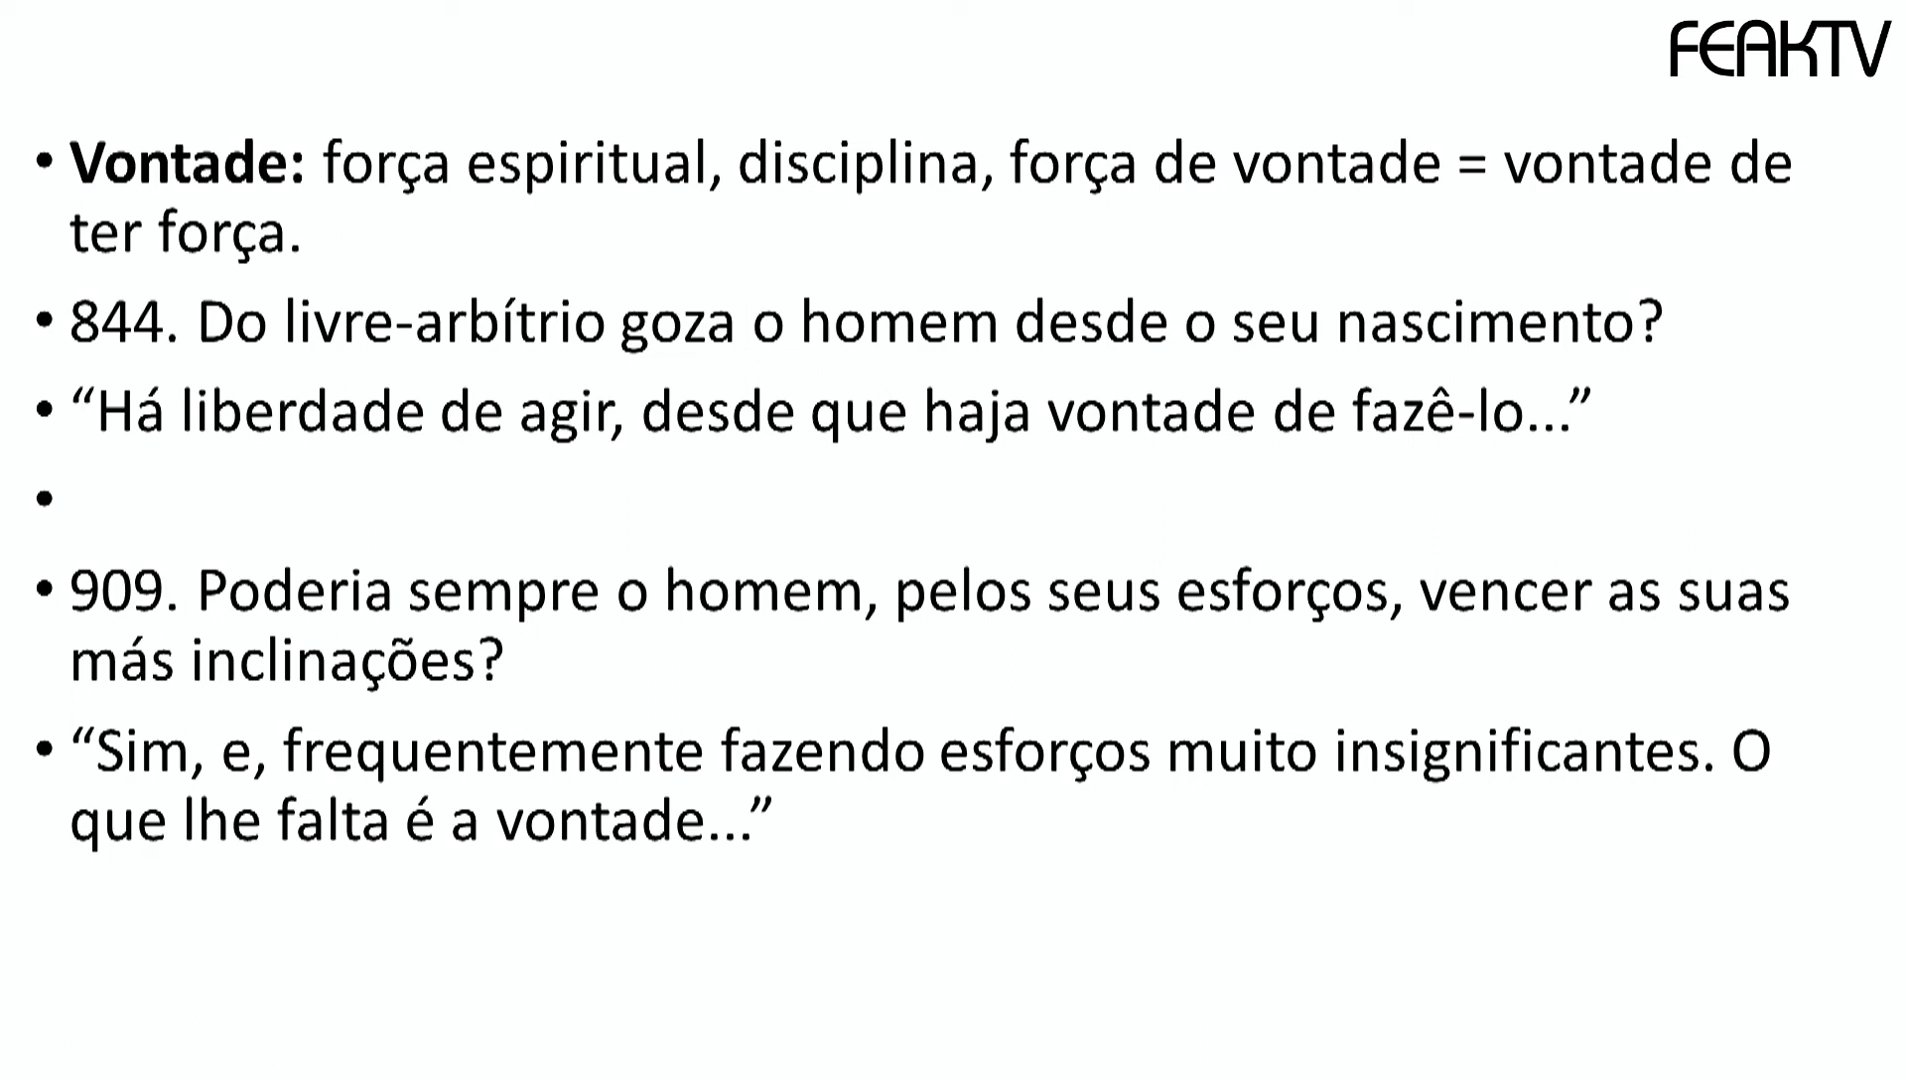 FEAKTV
• Vontade: força espiritual, disciplina, força de vontade = vontade de
ter força.
• 844. Do livre-arbítrio goza o homem desde o seu nascimento?
• “Há liberdade de agir, desde que haja vontade de fazê-lo...”
•
• 909. Poderia sempre o homem, pelos seus esforços, vencer as suas
más inclinações?
• “Sim, e, frequentemente fazendo esforços muito insignificantes. O
que lhe falta é a vontade...”